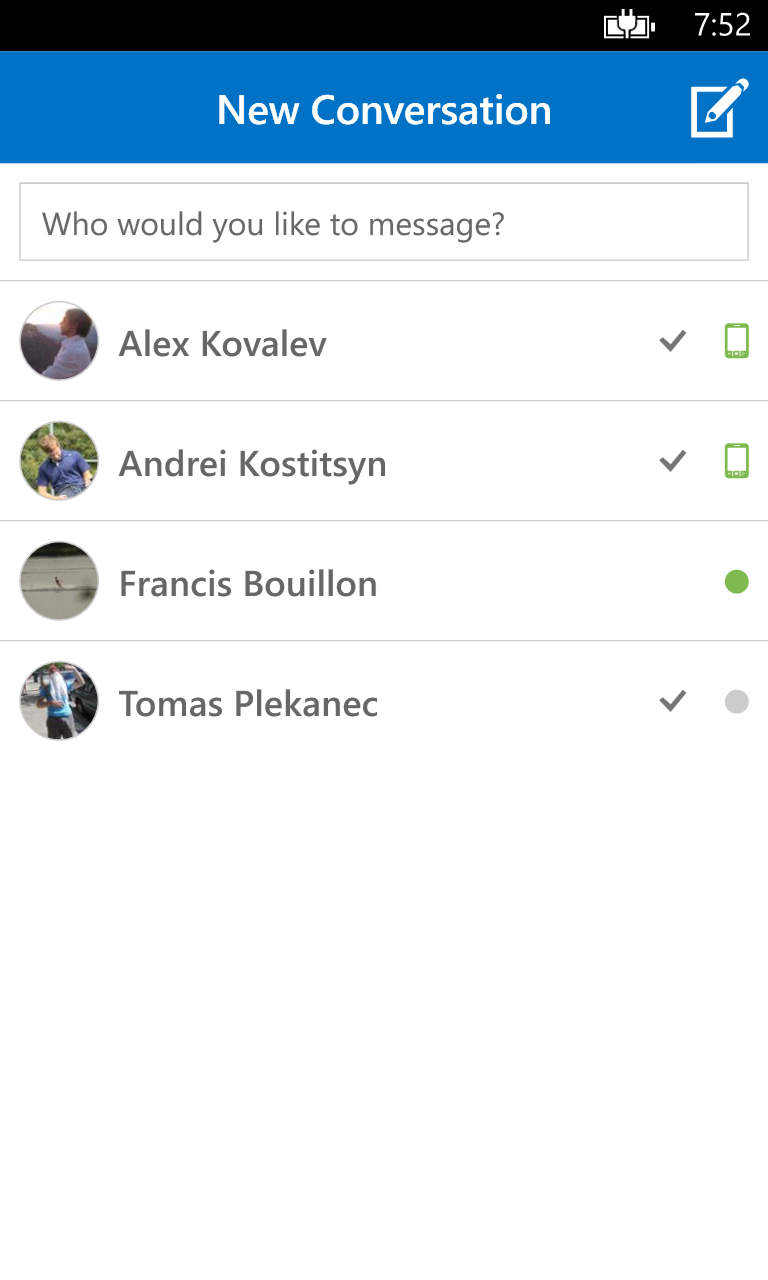 7:52
New Conversation
Who would you like to message?
Alex Kovalev
Andrei Kostitsyn
Francis Bouillon
Tomas Plekanec